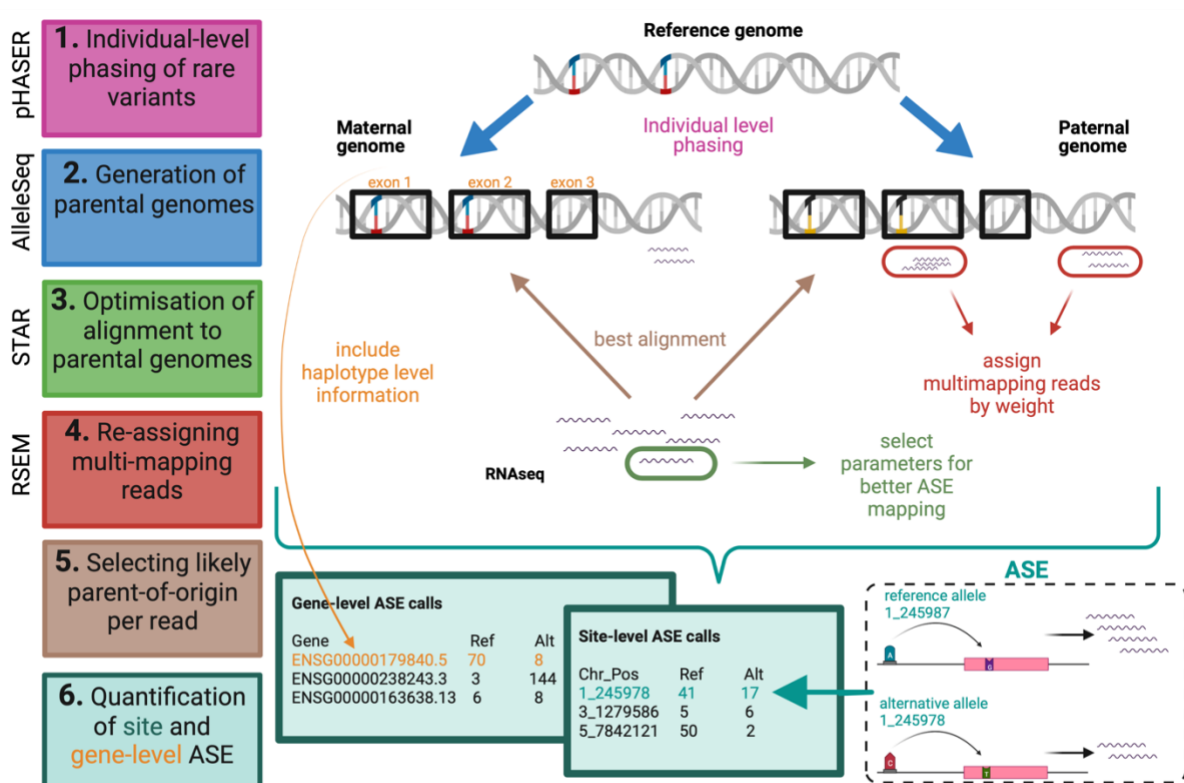 pHASER
1. Individual-level
phasing of rare
variants
AlleleSeq
2. Generation of
parental genomes
STAR
3. Optimisation of
alignment to
parental genomes
RSEM
4. Re-assigning
multi-mapping
reads
5. Selecting likely
parent-of-origin
per read
6. Quantification
of site and
gene-level ASE
Reference genome
Individual level
phasing
Maternal
genome
Paternal
genome
exon 1
exon 2
exon 3
best alignment
include
haplotype level
information
assign
multimapping reads
by weight
RNAseq
select
parameters for
better ASE
mapping
Gene-level ASE calls
Gene Ref Alt
ENSG00000179840.5 70 8
ENSG00000238243.3 3 144
ENSG00000163638.13 6 8
Site-level ASE calls
Chr_Pos Ref Alt
1_245978 41 17
3_1279586 5 6
5_7842121 50 2
ASE
reference allele
1_245987
A
G
alternative allele
1_245978
C
T